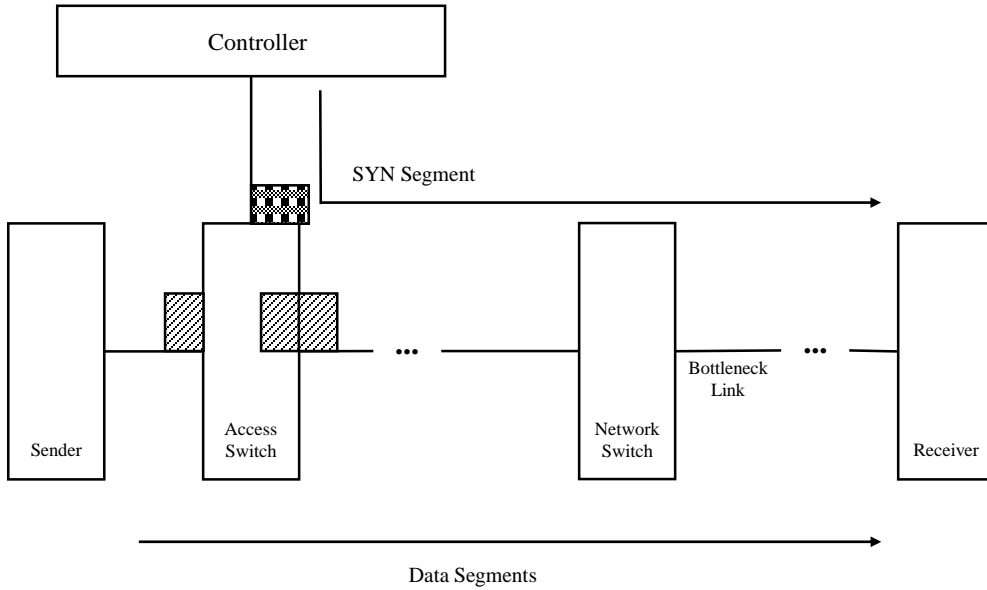 Controller
SYN Segment
...
...
Bottleneck
Link
Sender
Access
Switch
Network
Switch
Receiver
Data Segments